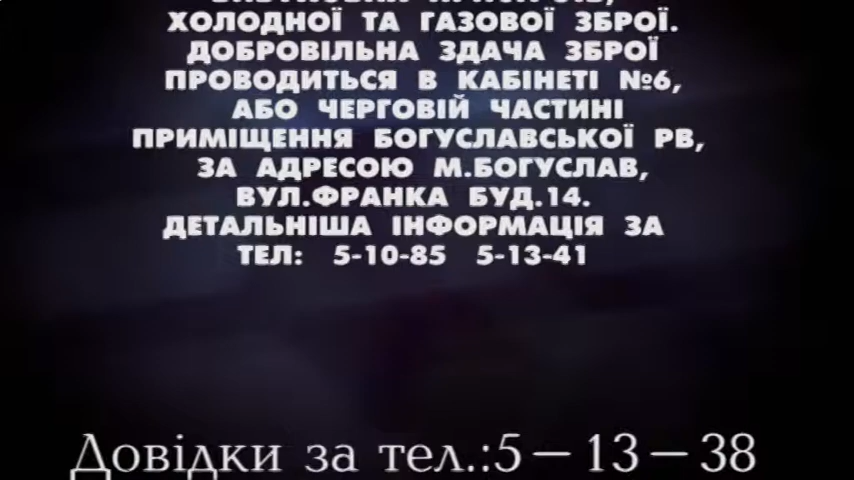 ХОЛОДНОЇ ТА ГАЗОВОЇ ЗБРОЇ.
ДОБРОВІЛЬНА ЗДАЧА ЗБРОЇ
ПРОВОДИТЬСЯ В КАБІНЕТІ №6,
АБО ЧЕРГОВІЙ ЧАСТИНІ
ПРИМІЩЕННЯ БОГУСЛАВСЬКОЇ РВ,
ЗА АДРЕСОЮ М.БОГУСЛАВ,
ВУЛ.ФРАНКА БУД.14.
ДЕТАЛЬНІША ІНФОРМАЦІЯ ЗА
ТЕЛ: 5-10-85 5-13-41
Довідки за тел.:5–13–38